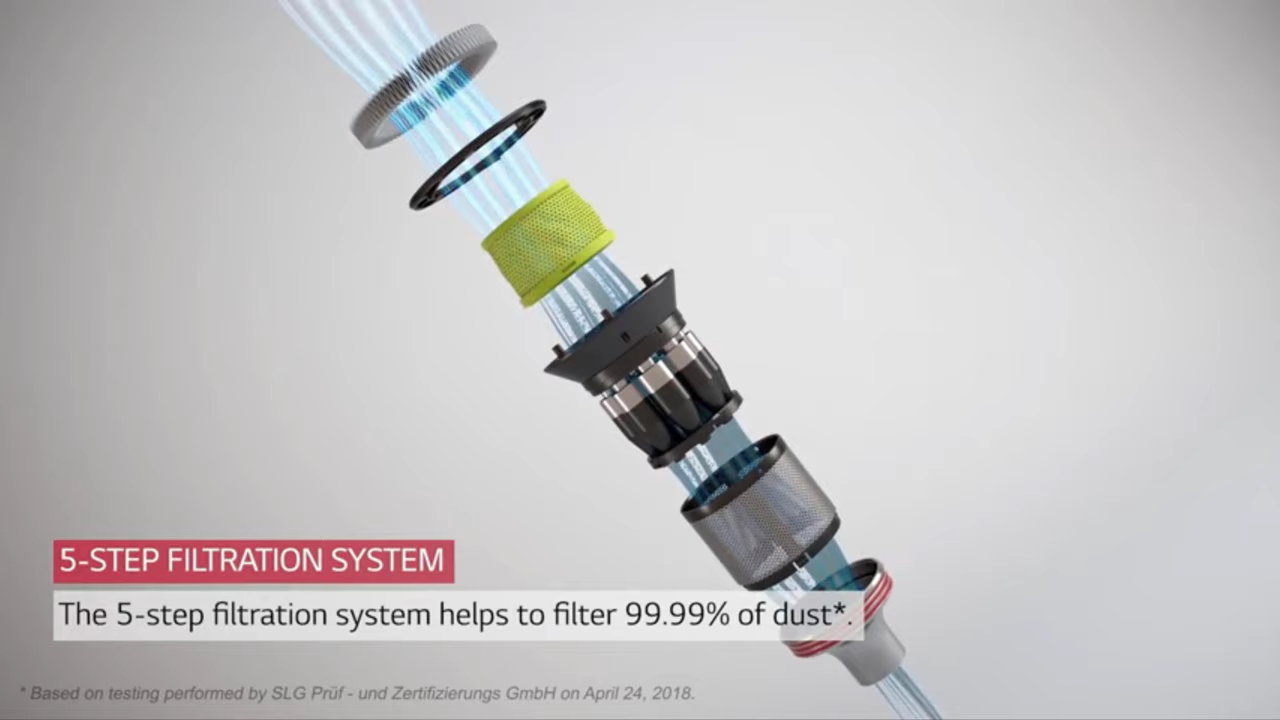 5-STEP FILTRATION SYSTEM
The 5-step filtration system helps to filter 99.99% of dust*.
* Based on testing performed by SLG Prüf - und Zertifizierungs GmbH on April 24, 2018.